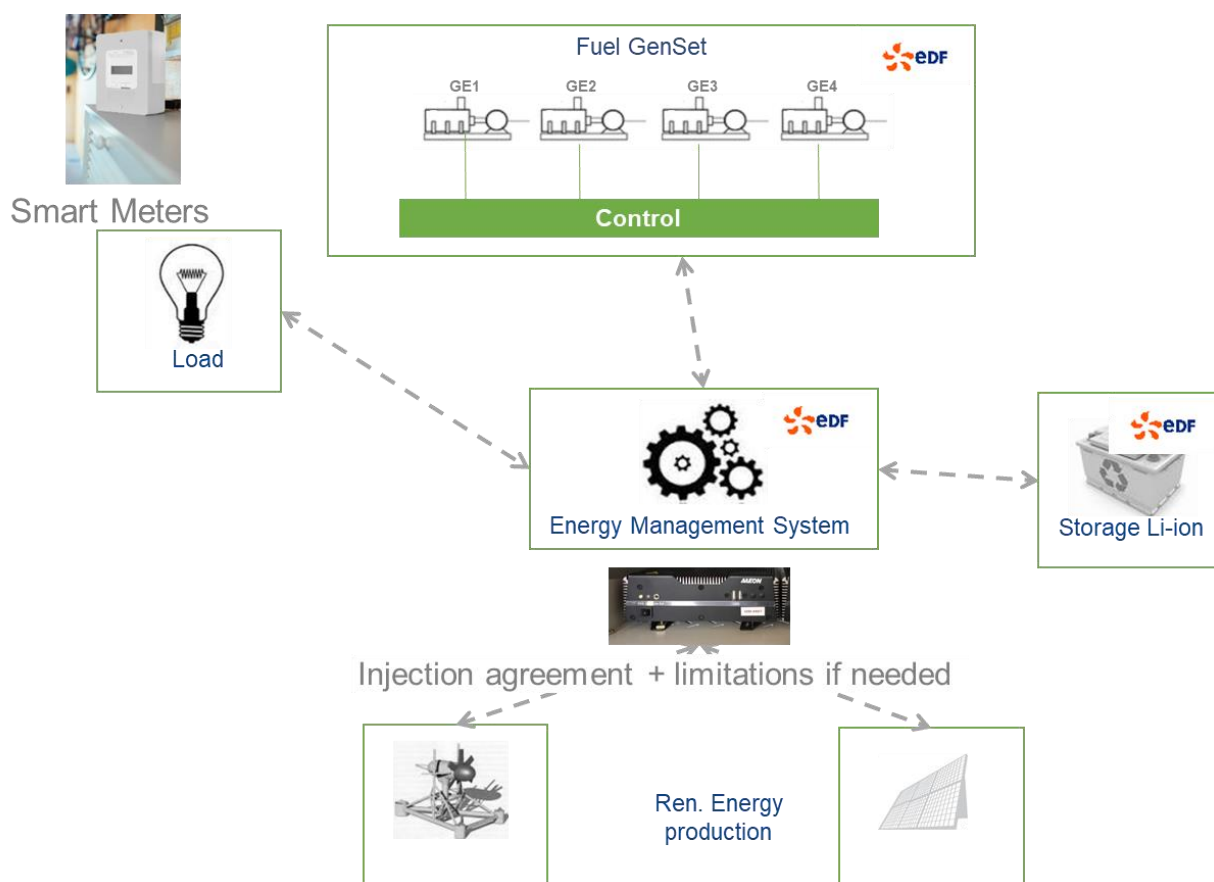 Fuel GenSet
eDF
GE1
GE2
GE3
GE4
Control
Smart Meters
Load
eDF
Energy Management System
eDF
Storage Li-ion
Injection agreement + limitations if needed
Ren. Energy
production